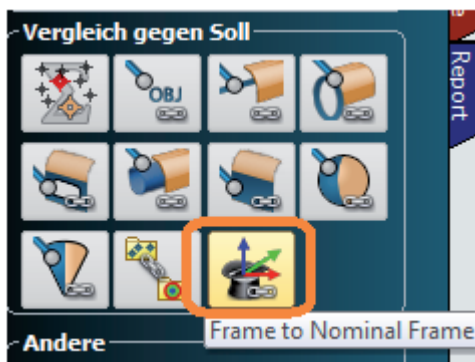 Vergleich gegen Soll
Report
OBJ
Frame to Nominal Frame
Andere